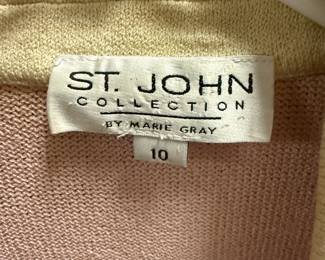 ST. JOHN
COLLECTION
BY MARIE GRAY
10